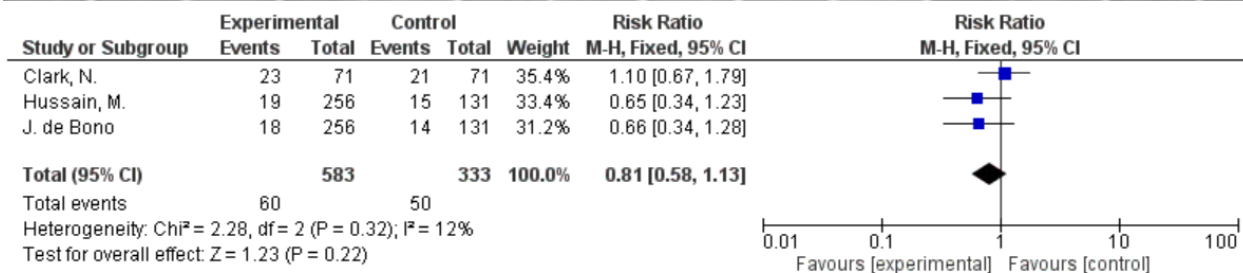 Experimental Control Risk Ratio Risk Ratio
Study or Subgroup Events Total Events Total Weight M-H, Fixed, 95% CI M-H, Fixed, 95% CI
Clark, N. 23 71 21 71 35.4% 1.10 [0.67, 1.79]
Hussain, M. 19 256 15 131 33.4% 0.65 [0.34, 1.23]
J. de Bono 18 256 14 131 31.2% 0.66 [0.34, 1.28]
Total (95% CI) 583 333 100.0% 0.81 [0.58, 1.13]
Total events 60 50
Heterogeneity: Chi² = 2.28, df = 2 (P = 0.32); I² = 12%
Test for overall effect: Z = 1.23 (P = 0.22)
0.01 0.1 1 10 100
Favours [experimental] Favours [control]